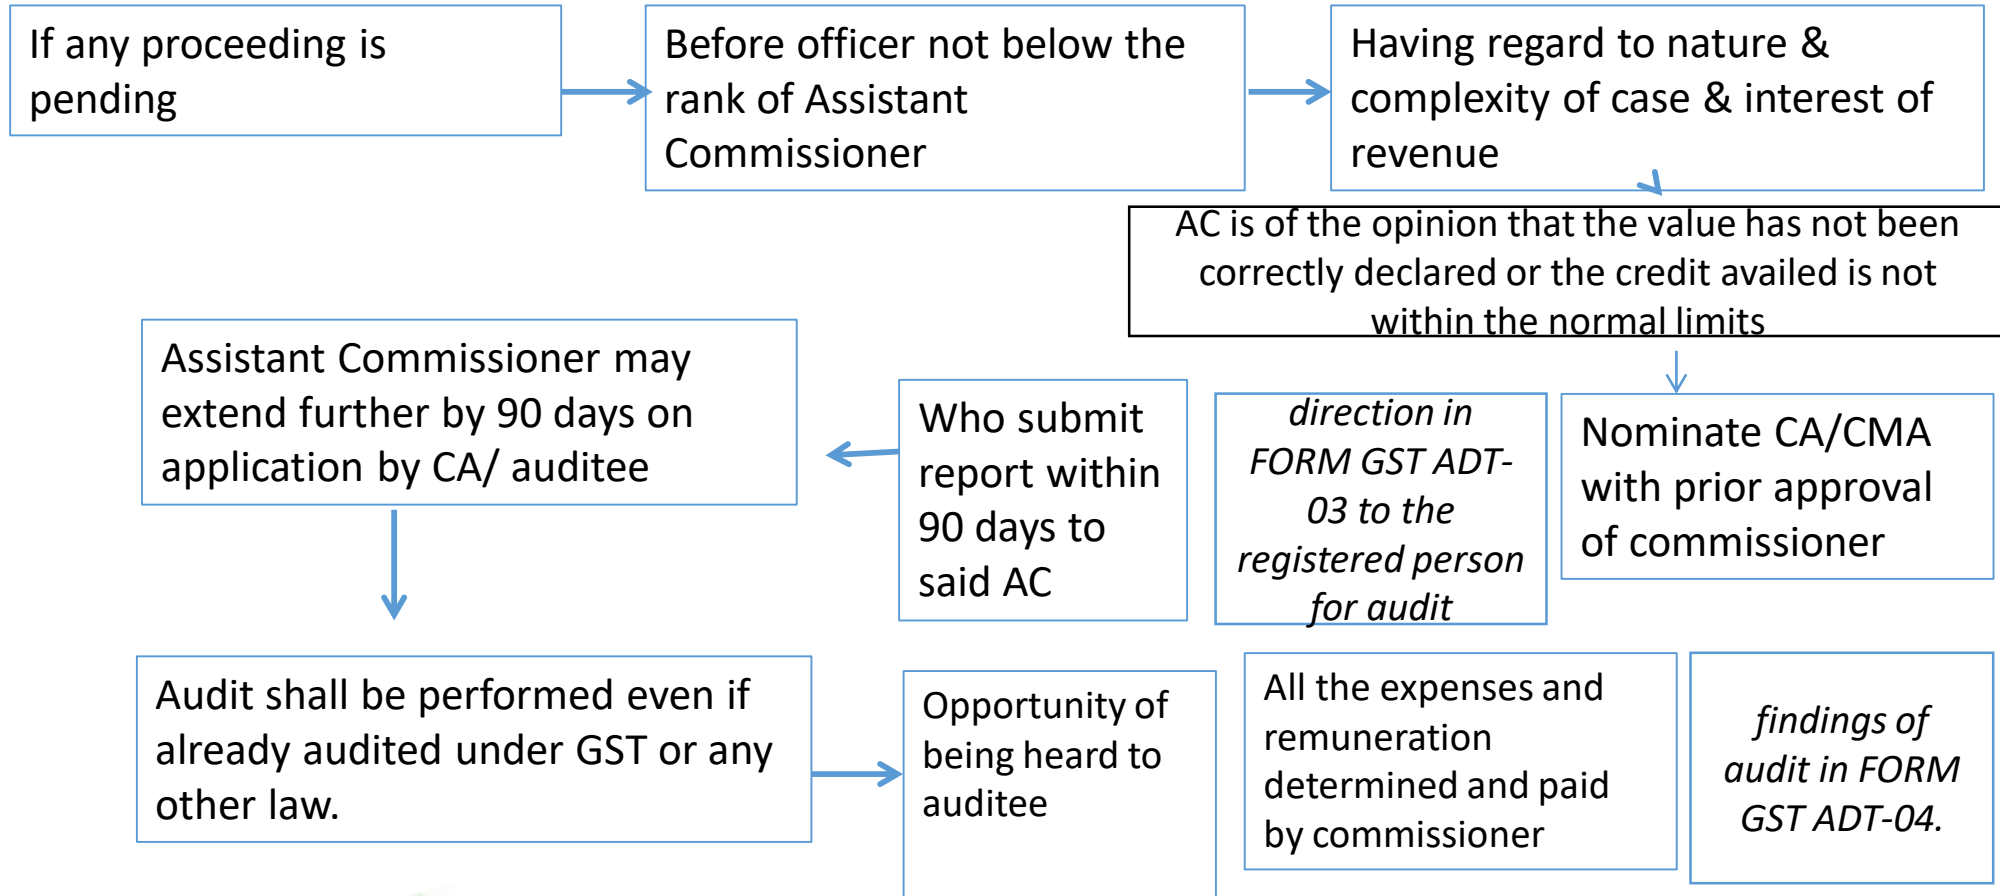 If any proceeding is
pending
Before officer not below the
rank of Assistant
Commissioner
Having regard to nature &
complexity of case & interest of
revenue
AC is of the opinion that the value has not been
correctly declared or the credit availed is not
within the normal limits
Nominate CA/CMA
with prior approval
of commissioner
direction in
FORM GST ADT-
03 to the
registered person
for audit
Who submit
report within
90 days to
said AC
Assistant Commissioner may
extend further by 90 days on
application by CA/ auditee
Audit shall be performed even if
already audited under GST or any
other law.
Opportunity of
being heard to
auditee
All the expenses and
remuneration
determined and paid
by commissioner
findings of
audit in FORM
GST ADT-04.